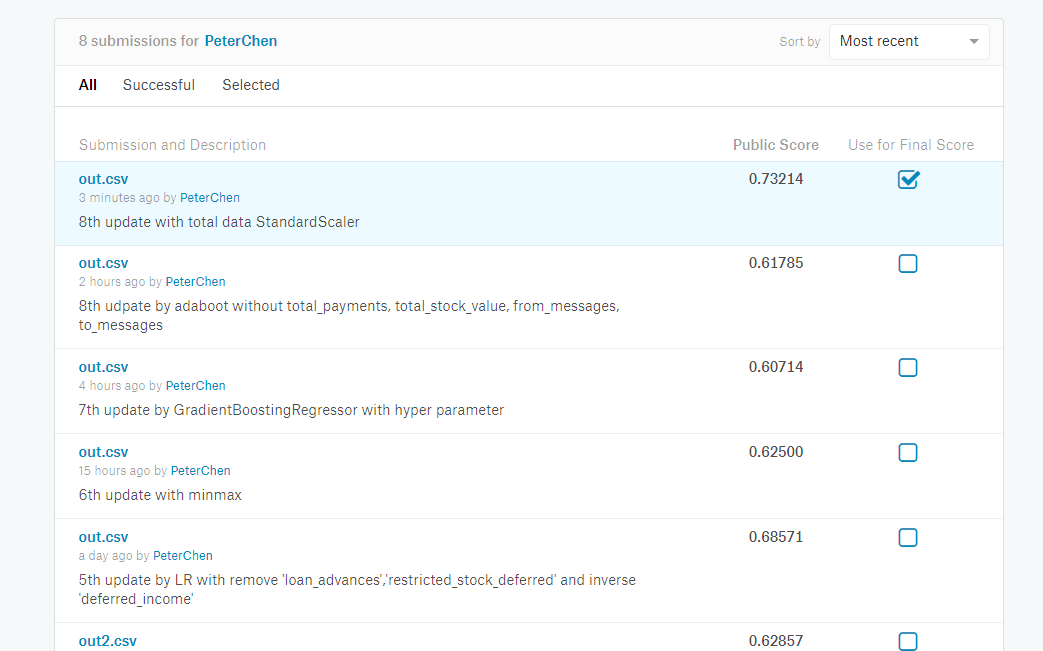 8 submissions for PeterChen
Sort by Most recent
All Successful Selected
Submission and Description Public Score Use for Final Score
out.csv 0.73214
3 minutes ago by PeterChen
8th update with total data StandardScaler
out.csv 0.61785
2 hours ago by PeterChen
8th udpate by adaboot without total_payments, total_stock_value, from_messages,
to_messages
out.csv 0.60714
4 hours ago by PeterChen
7th update by GradientBoostingRegressor with hyper parameter
out.csv 0.62500
15 hours ago by PeterChen
6th update with minmax
out.csv 0.68571
a day ago by PeterChen
5th update by LR with remove 'loan_advances','restricted_stock_deferred' and inverse
'deferred_income'
out2.csv 0.62857